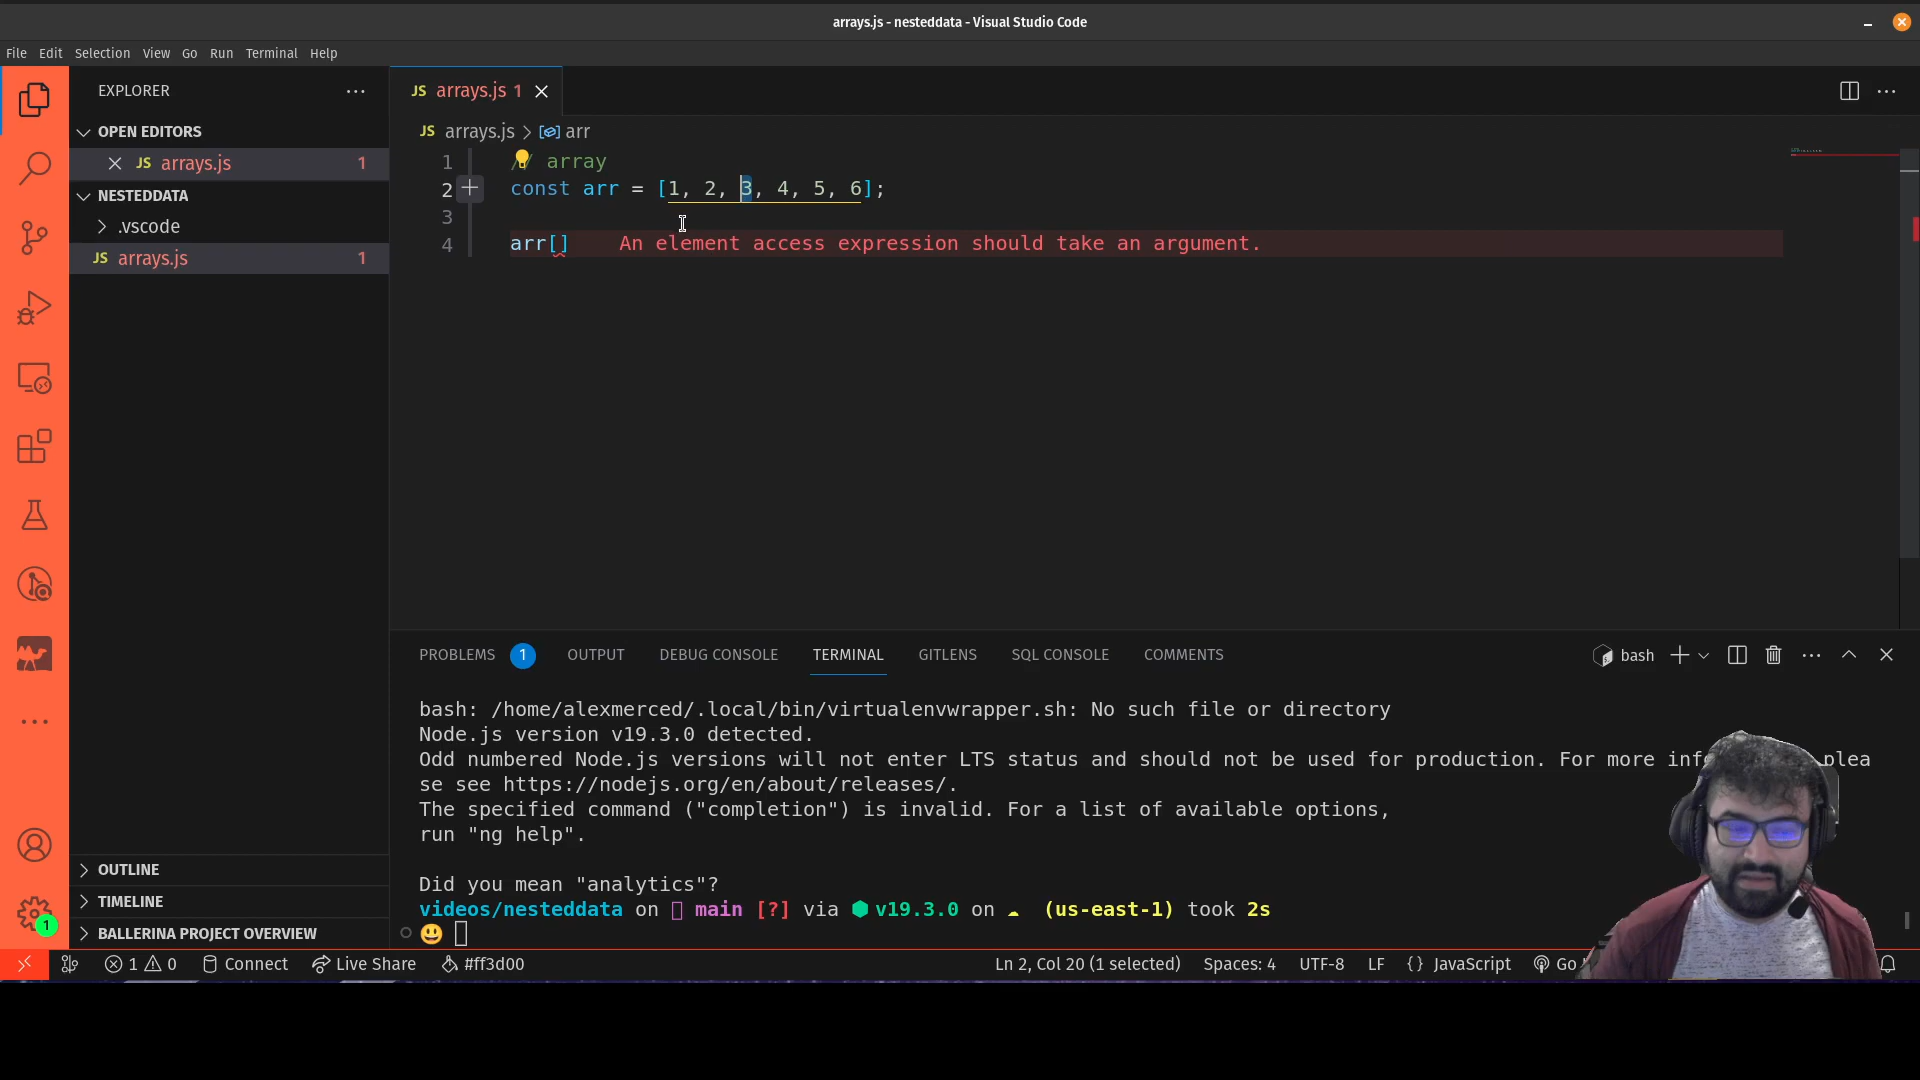 arrays.js - nesteddata - Visual Studio Code
File Edit Selection View Go Run Terminal Help
EXPLORER
OPEN EDITORS
JS arrays.js 1
NESTEDDATA
.vscode
JS arrays.js 1
OUTLINE
TIMELINE
BALLERINA PROJECT OVERVIEW
1
JS arrays.js 1
JS arrays.js > arr
1 // array
2 const arr = [1, 2, 3, 4, 5, 6];
3
4 arr[] An element access expression should take an argument.
PROBLEMS 1 OUTPUT DEBUG CONSOLE TERMINAL GITLENS SQL CONSOLE COMMENTS bash
bash: /home/alexmerced/.local/bin/virtualenvwrapper.sh: No such file or directory
Node.js version v19.3.0 detected.
Odd numbered Node.js versions will not enter LTS status and should not be used for production. For more plea
se see https://nodejs.org/en/about/releases/.
The specified command ("completion") is invalid. For a list of available options,
run "ng help".
Did you mean "analytics"?
videos/nesteddata on main [?] via v19.3.0 on (us-east-1) took 2s
1 0 Connect Live Share #ff3d00 Ln 2, Col 20 (1 selected) Spaces: 4 UTF-8 LF {} JavaScript Go